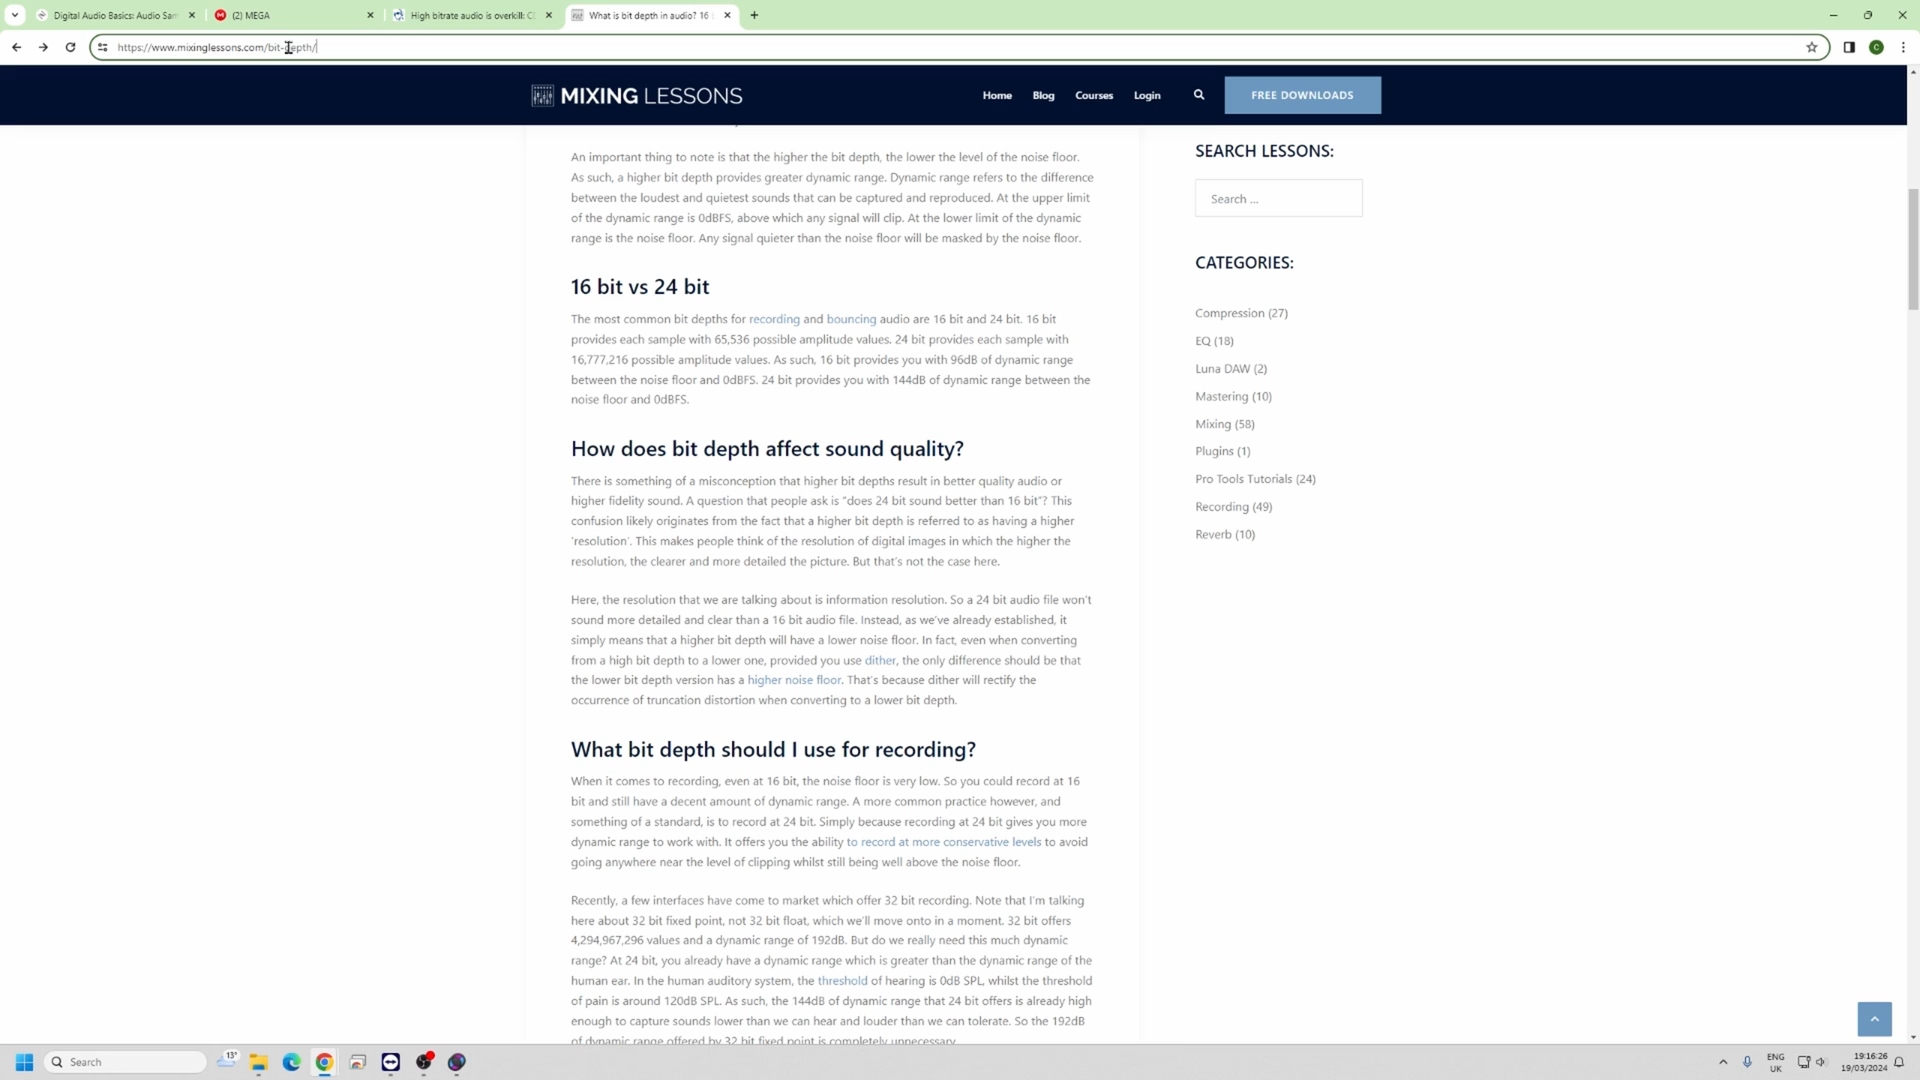 Digital Audio Basics: Audio Sam
(2) MEGA
High bitrate audio is overkill: CD
What is bit depth in audio? 16
https://www.mixinglessons.com/bit-depth/
MIXING LESSONS
Home
Blog
Courses
Login
FREE DOWNLOADS
An important thing to note is that the higher the bit depth, the lower the level of the noise floor.
As such, a higher bit depth provides greater dynamic range. Dynamic range refers to the difference
between the loudest and quietest sounds that can be captured and reproduced. At the upper limit
of the dynamic range is 0dBFS, above which any signal will clip. At the lower limit of the dynamic
range is the noise floor. Any signal quieter than the noise floor will be masked by the noise floor.
16 bit vs 24 bit
The most common bit depths for recording and bouncing audio are 16 bit and 24 bit. 16 bit
provides each sample with 65,536 possible amplitude values. 24 bit provides each sample with
16,777,216 possible amplitude values. As such, 16 bit provides you with 96dB of dynamic range
between the noise floor and 0dBFS. 24 bit provides you with 144dB of dynamic range between the
noise floor and 0dBFS.
How does bit depth affect sound quality?
There is something of a misconception that higher bit depths result in better quality audio or
higher fidelity sound. A question that people ask is “does 24 bit sound better than 16 bit”? This
confusion likely originates from the fact that a higher bit depth is referred to as having a higher
‘resolution’. This makes people think of the resolution of digital images in which the higher the
resolution, the clearer and more detailed the picture. But that’s not the case here.
Here, the resolution that we are talking about is information resolution. So a 24 bit audio file won’t
sound more detailed and clear than a 16 bit audio file. Instead, as we’ve already established, it
simply means that a higher bit depth will have a lower noise floor. In fact, even when converting
from a high bit depth to a lower one, provided you use dither, the only difference should be that
the lower bit depth version has a higher noise floor. That’s because dither will rectify the
occurrence of truncation distortion when converting to a lower bit depth.
What bit depth should I use for recording?
When it comes to recording, even at 16 bit, the noise floor is very low. So you could record at 16
bit and still have a decent amount of dynamic range. A more common practice however, and
something of a standard, is to record at 24 bit. Simply because recording at 24 bit gives you more
dynamic range to work with. It offers you the ability to record at more conservative levels to avoid
going anywhere near the level of clipping whilst still being well above the noise floor.
Recently, a few interfaces have come to market which offer 32 bit recording. Note that I’m talking
here about 32 bit fixed point, not 32 bit float, which we’ll move onto in a moment. 32 bit offers
4,294,967,296 values and a dynamic range of 192dB. But do we really need this much dynamic
range? At 24 bit, you already have a dynamic range which is greater than the dynamic range of the
human ear. In the human auditory system, the threshold of hearing is 0dB SPL, whilst the threshold
of pain is around 120dB SPL. As such, the 144dB of dynamic range that 24 bit offers is already high
enough to capture sounds lower than we can hear and louder than we can tolerate. So the 192dB
of dynamic range offered by 32 bit fixed point is completely unnecessary.
SEARCH LESSONS:
Search ...
CATEGORIES:
Compression (27)
EQ (18)
Luna DAW (2)
Mastering (10)
Mixing (58)
Plugins (1)
Pro Tools Tutorials (24)
Recording (49)
Reverb (10)
Search
13°
ENG
UK
19:16:26
19/03/2024